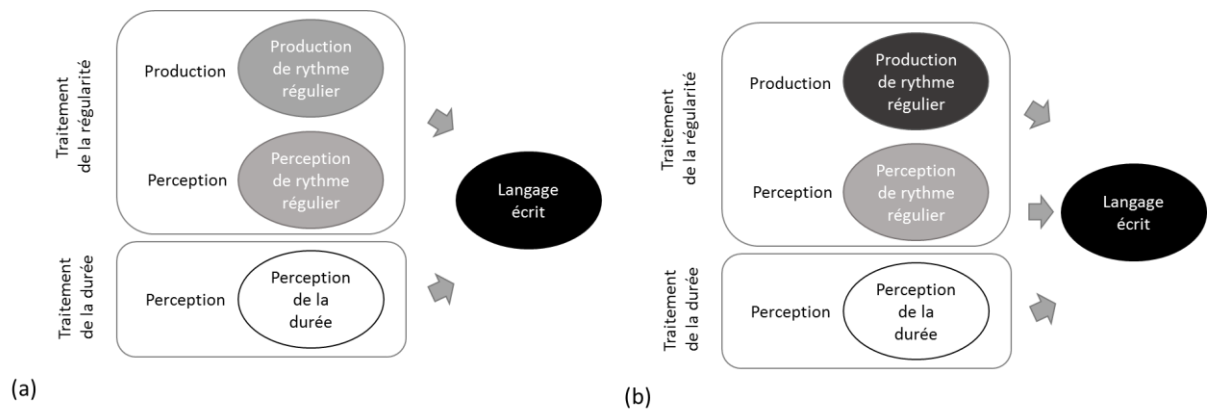 Traitement
de la régularité
Production
Production
de rythme
régulier
Perception
Perception
de rythme
régulier
Traitement
de la durée
Perception
Perception
de la
durée
Langage
écrit
(a)
Traitement
de la régularité
Production
Production
de rythme
régulier
Perception
Perception
de rythme
régulier
Traitement
de la durée
Perception
Perception
de la
durée
Langage
écrit
(b)